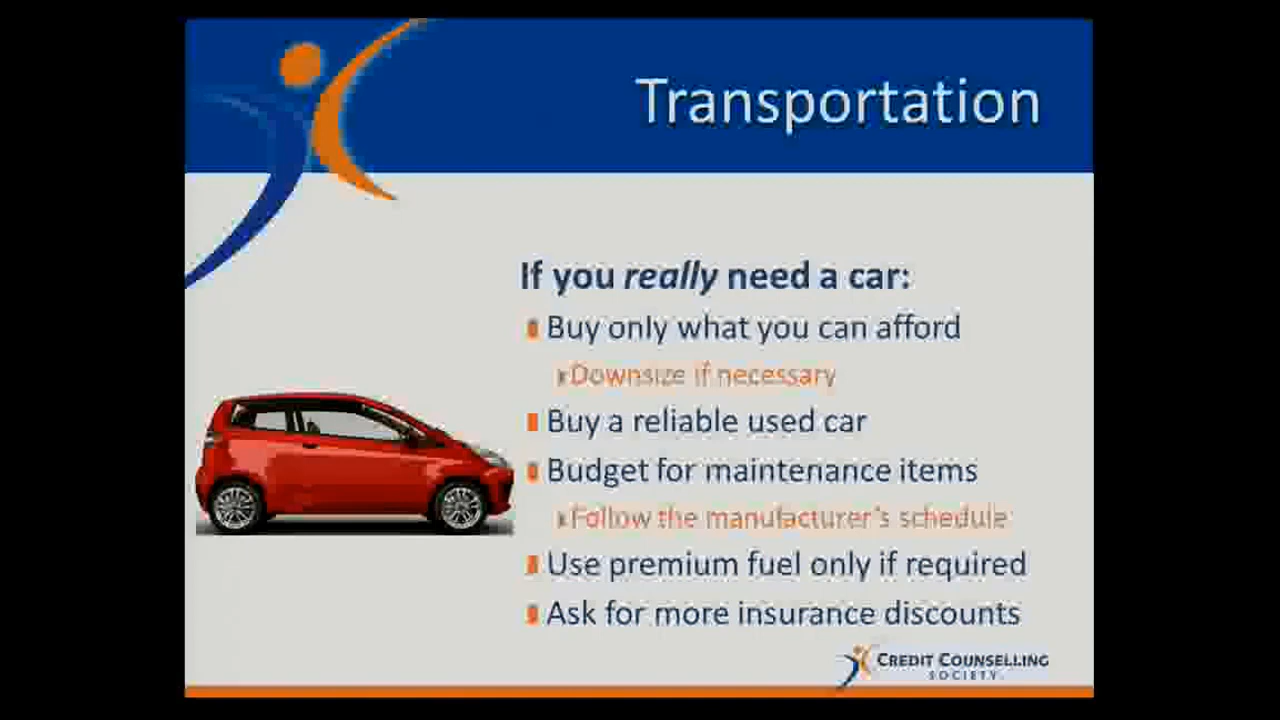 Transportation
If you really need a car:
Buy only what you can afford
Downsize if necessary
Buy a reliable used car
Budget for maintenance items
Follow the manufacturer's schedule
Use premium fuel only if required
Ask for more insurance discounts
CREDIT COUNSELLING
SOCIETY